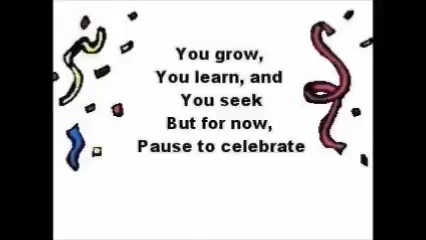 You grow,
You learn, and
You seek
But for now,
Pause to celebrate